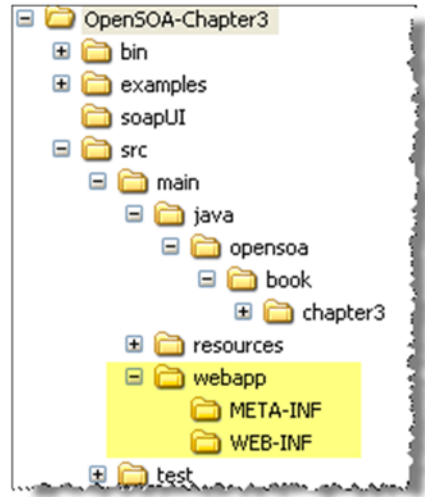 OpenSOA-Chapter3
bin
examples
soapUI
src
main
java
opensoa
book
chapter3
resources
webapp
META-INF
WEB-INF
test